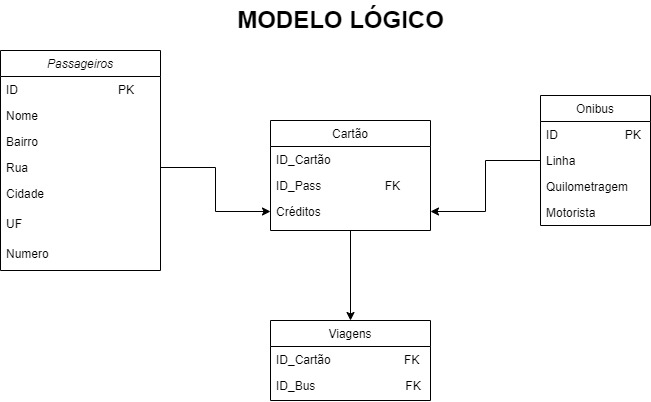 MODELO LÓGICO
Passageiros
ID PK
Nome
Bairro
Rua
Cidade
UF
Numero
Cartão
ID_Cartão
ID_Pass FK
Créditos
Onibus
ID PK
Linha
Quilometragem
Motorista
Viagens
ID_Cartão FK
ID_Bus FK